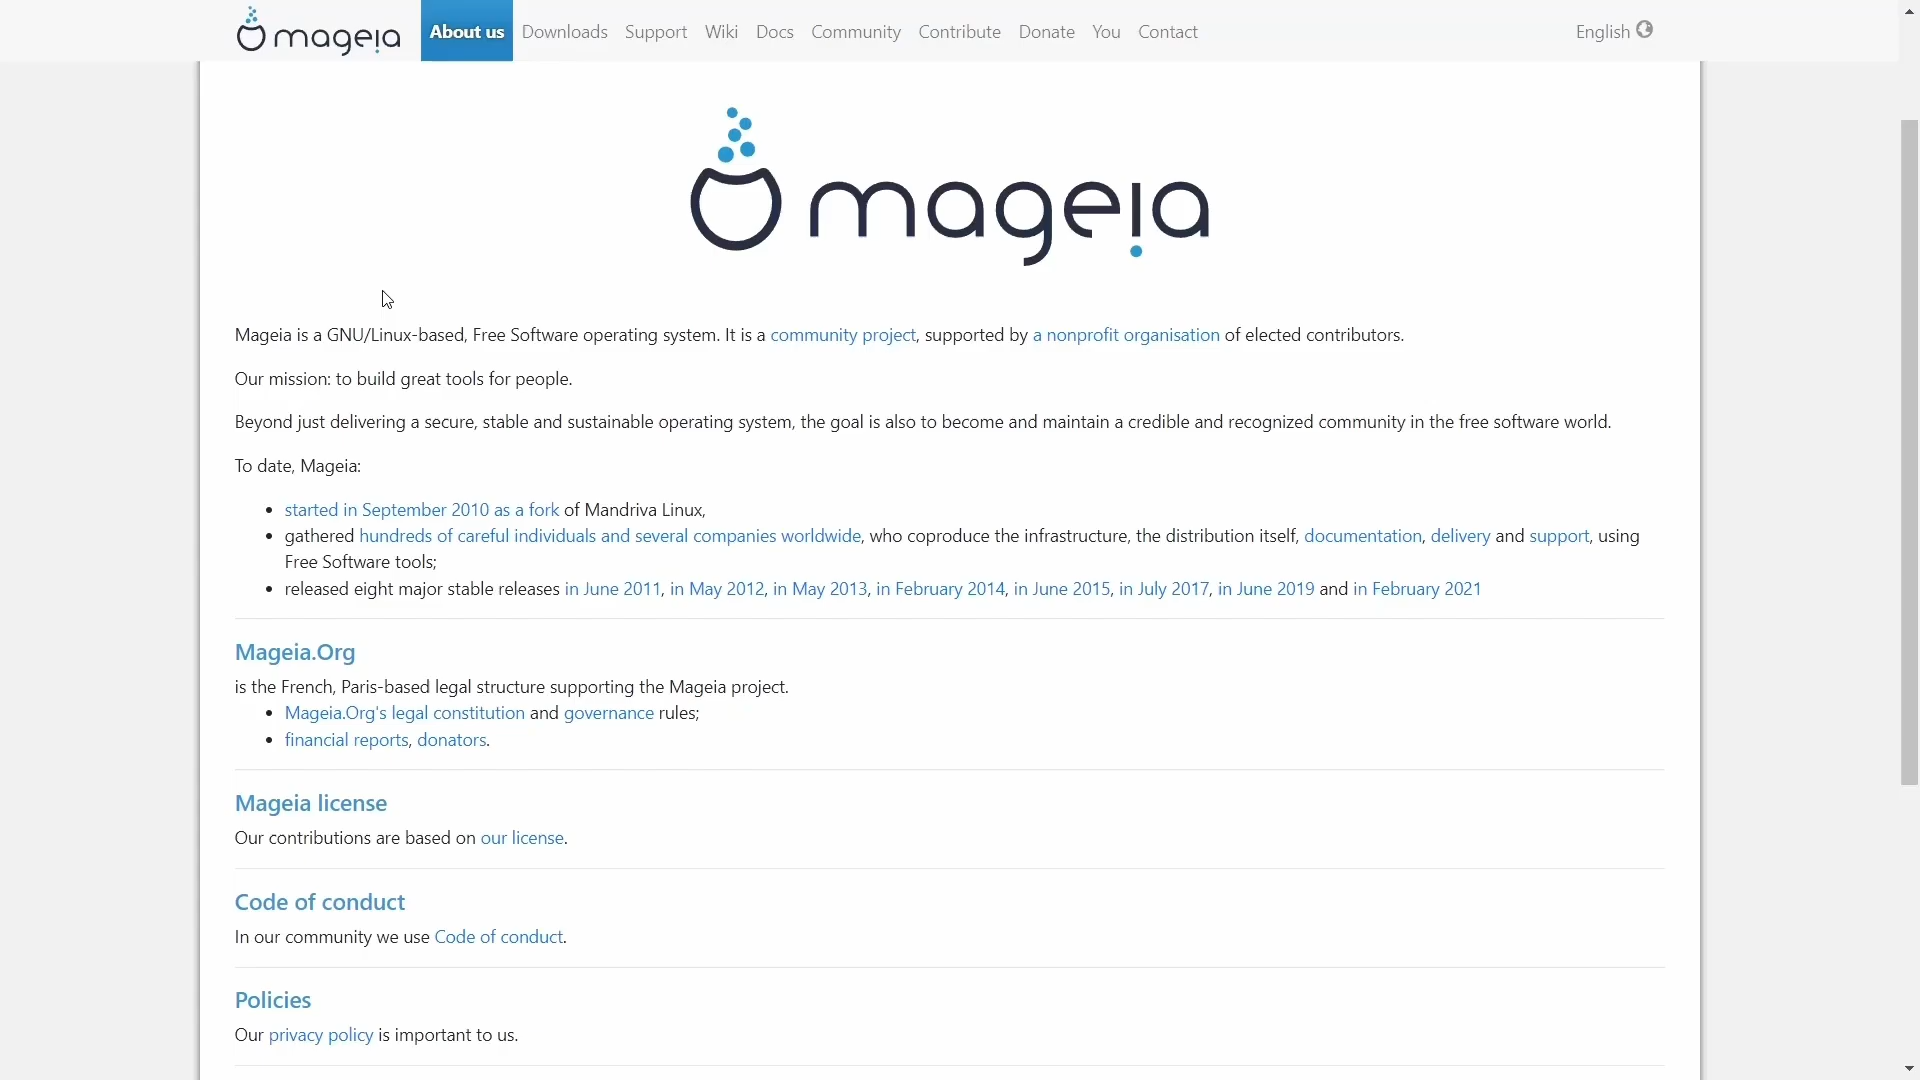 mageia
About us Downloads Support Wiki Docs Community Contribute Donate You Contact English
mageia
Mageia is a GNU/Linux-based, Free Software operating system. It is a community project, supported by a nonprofit organisation of elected contributors.
Our mission: to build great tools for people.
Beyond just delivering a secure, stable and sustainable operating system, the goal is also to become and maintain a credible and recognized community in the free software world.
To date, Mageia:
started in September 2010 as a fork of Mandriva Linux,
gathered hundreds of careful individuals and several companies worldwide, who coproduce the infrastructure, the distribution itself, documentation, delivery and support, using
Free Software tools;
released eight major stable releases in June 2011, in May 2012, in May 2013, in February 2014, in June 2015, in July 2017, in June 2019 and in February 2021
Mageia.Org
is the French, Paris-based legal structure supporting the Mageia project.
Mageia.Org's legal constitution and governance rules;
financial reports, donators.
Mageia license
Our contributions are based on our license.
Code of conduct
In our community we use Code of conduct.
Policies
Our privacy policy is important to us.